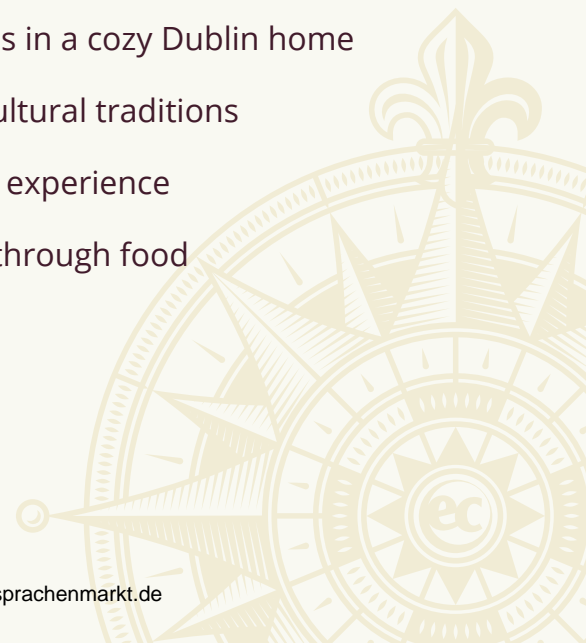 s in a cozy Dublin home
ultural traditions
experience
through food
ec
sprachenmarkt.de